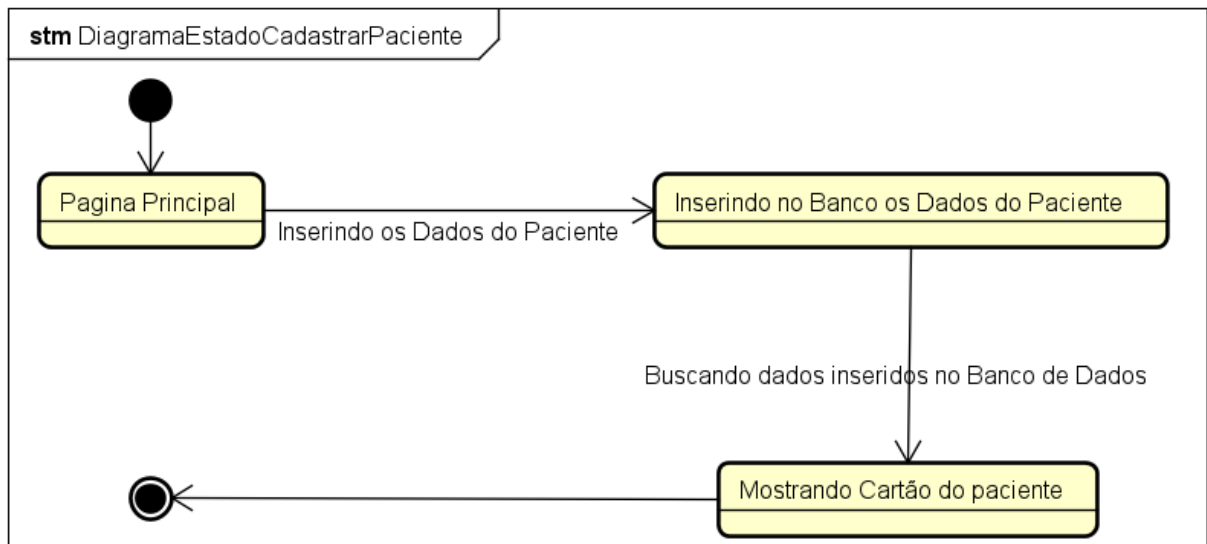 stm DiagramaEstadoCadastrarPaciente
Pagina Principal
Inserindo os Dados do Paciente
Inserindo no Banco os Dados do Paciente
Buscando dados inseridos no Banco de Dados
Mostrando Cartão do paciente